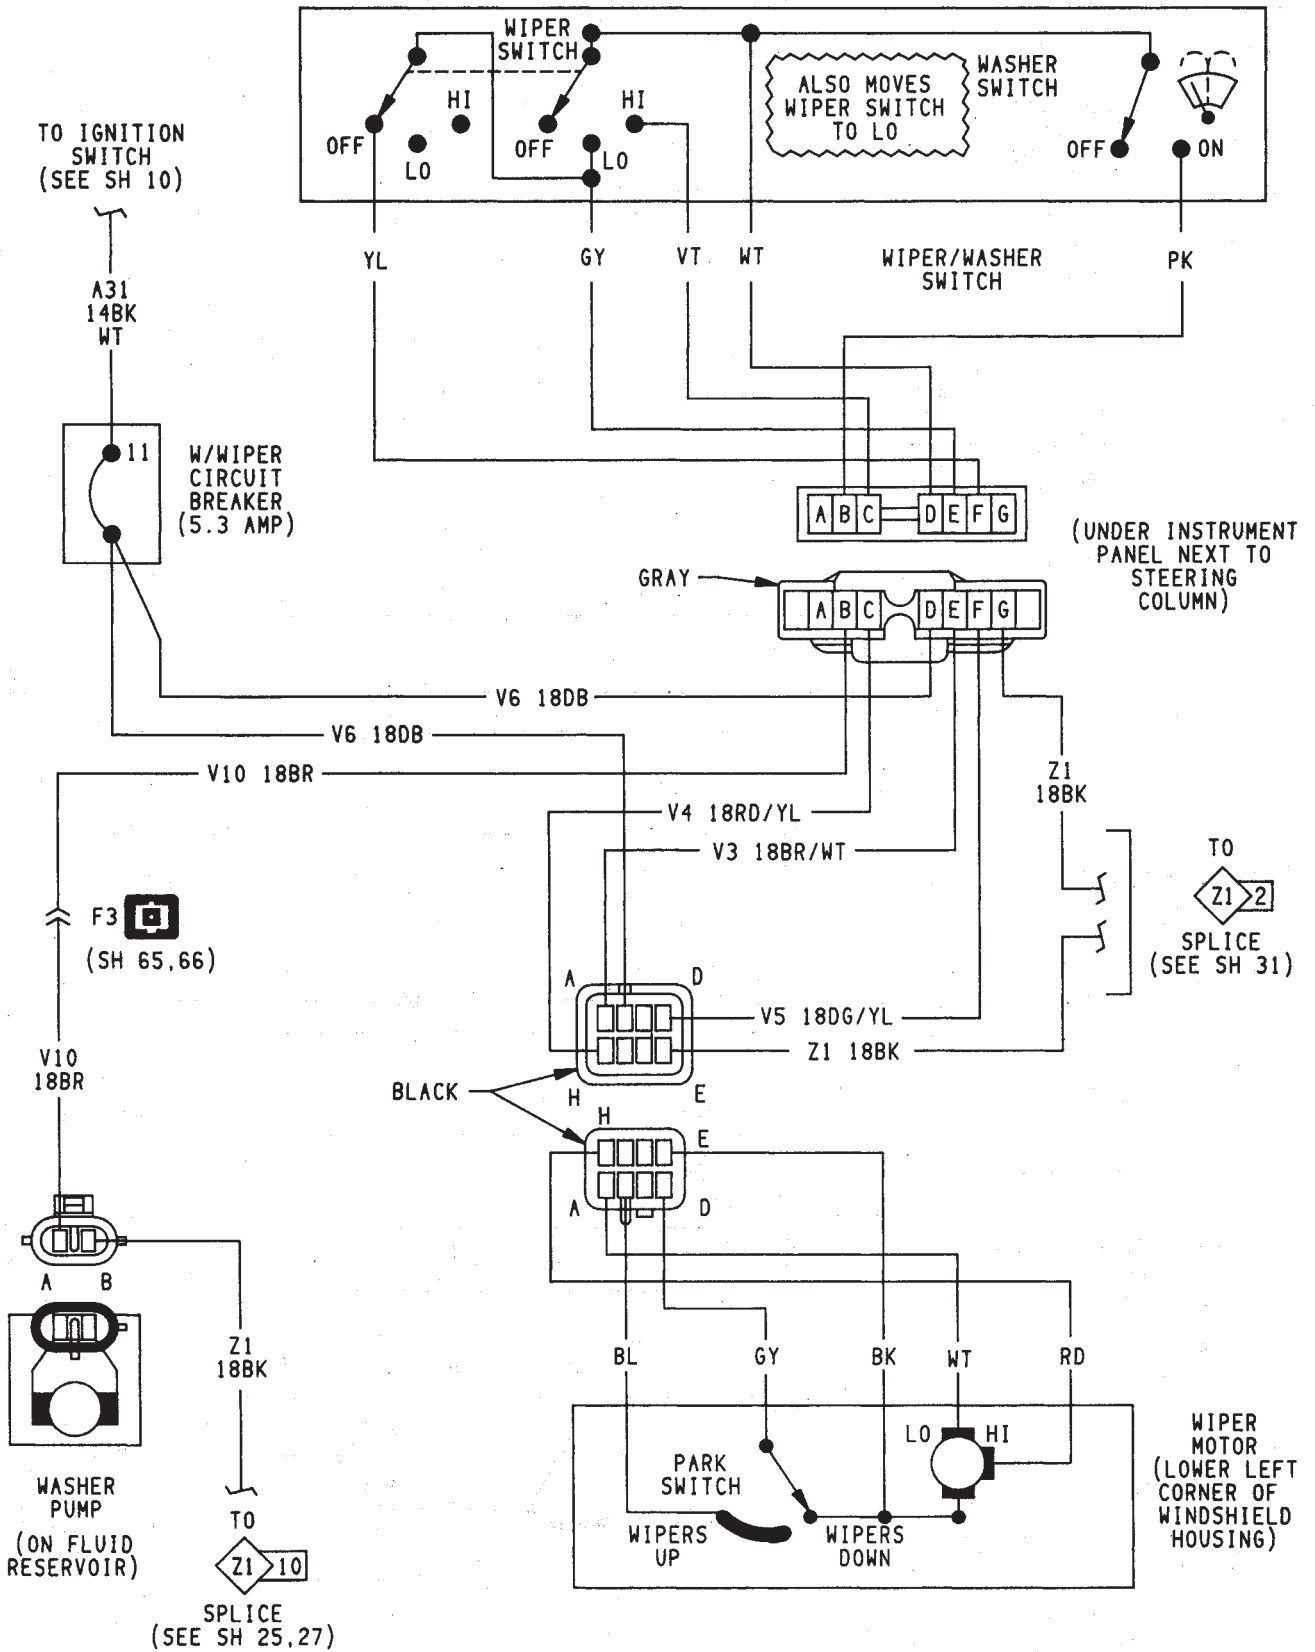 WIPER
SWITCH
HI
OFF
LO
HI
OFF
LO
ALSO MOVES
WIPER SWITCH
TO LO
WASHER
SWITCH
OFF
ON
TO IGNITION
SWITCH
(SEE SH 10)
YL
GY
VT
WT
WIPER/WASHER
SWITCH
PK
A31
14BK
WT
11
W/WIPER
CIRCUIT
BREAKER
(5.3 AMP)
A B C D E F G
(UNDER INSTRUMENT
PANEL NEXT TO
STEERING
COLUMN)
GRAY
A B C D E F G
V6 18DB
V6 18DB
V10 18BR
V4 18RD/YL
V3 18BR/WT
Z1
18BK
TO
Z1 2
SPLICE
(SEE SH 31)
F3
(SH 65,66)
A D
V5 18DG/YL
Z1 18BK
V10
18BR
BLACK
H E
H
E
A D
A B
Z1
18BK
BL
GY
BK
WT
RD
LO
HI
PARK
SWITCH
WIPERS
UP
WIPERS
DOWN
WIPER
MOTOR
(LOWER LEFT
CORNER OF
WINDSHIELD
HOUSING)
WASHER
PUMP
(ON FLUID
RESERVOIR)
TO
Z1 10
SPLICE
(SEE SH 25,27)